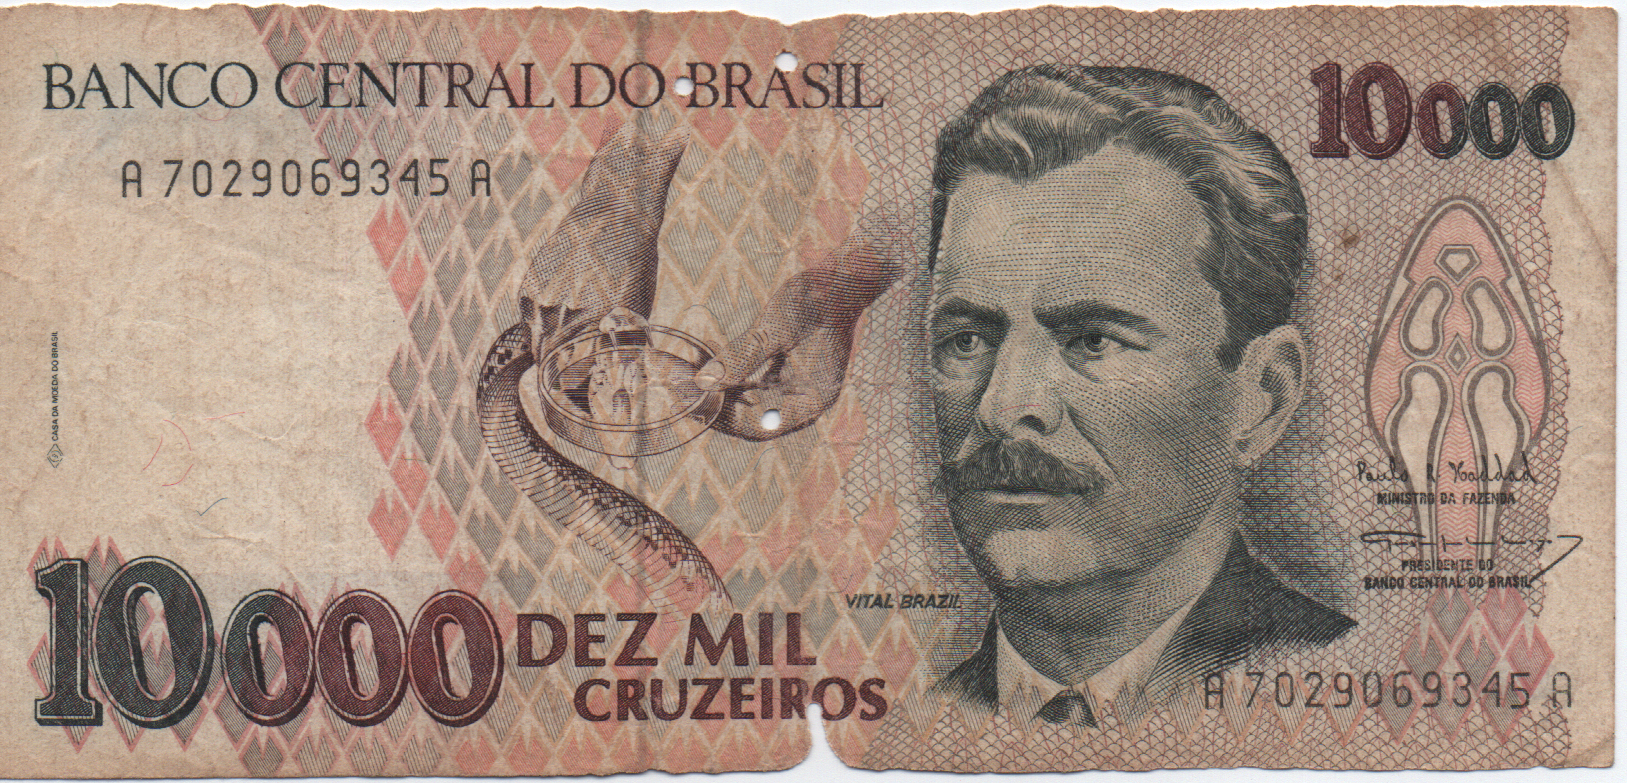 BANCO CENTRAL DO BRASIL
10000
A 7029069345 A
CASA DA MOEDA DO BRASIL
Paulo R Haddad
MINISTRO DA FAZENDA
PRESIDENTE DO
BANCO CENTRAL DO BRASIL
VITAL BRAZIL
10000
DEZ MIL
CRUZEIROS
A 7029069345 A